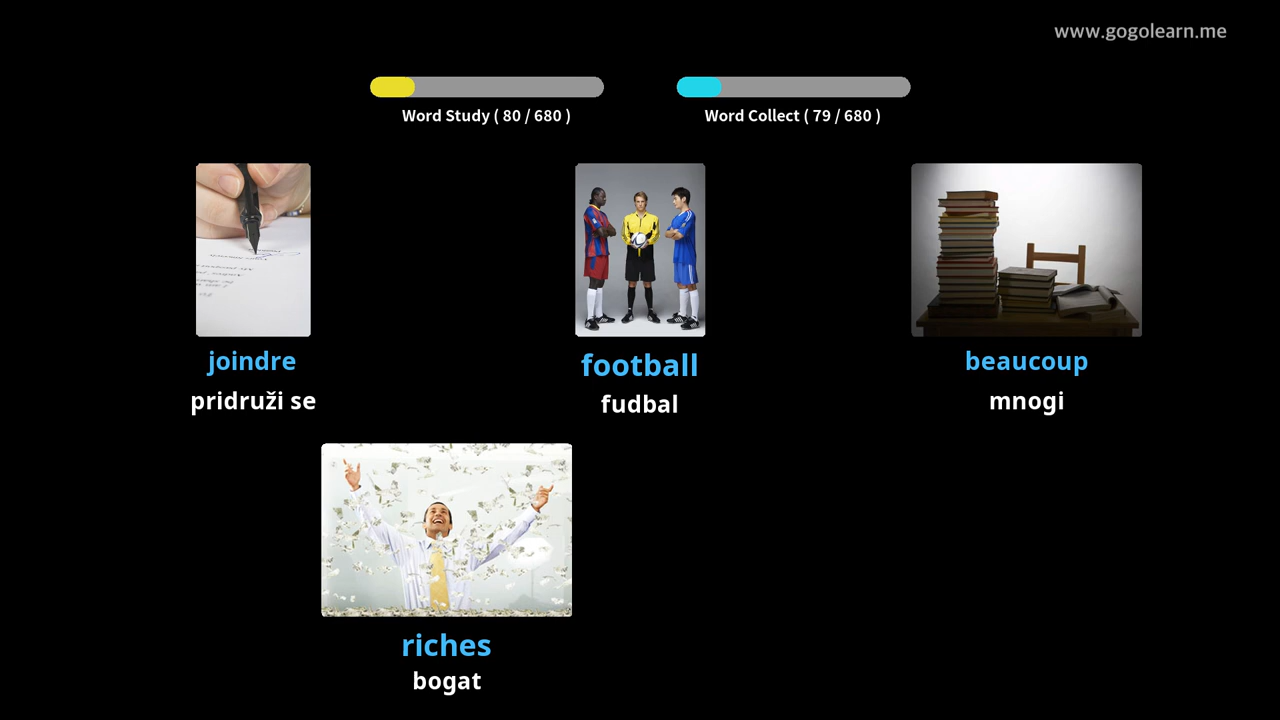 www.gogolearn.me
Word Study ( 80 / 680 )
Word Collect ( 79 / 680 )
joindre
pridruži se
football
fudbal
beaucoup
mnogi
riches
bogat